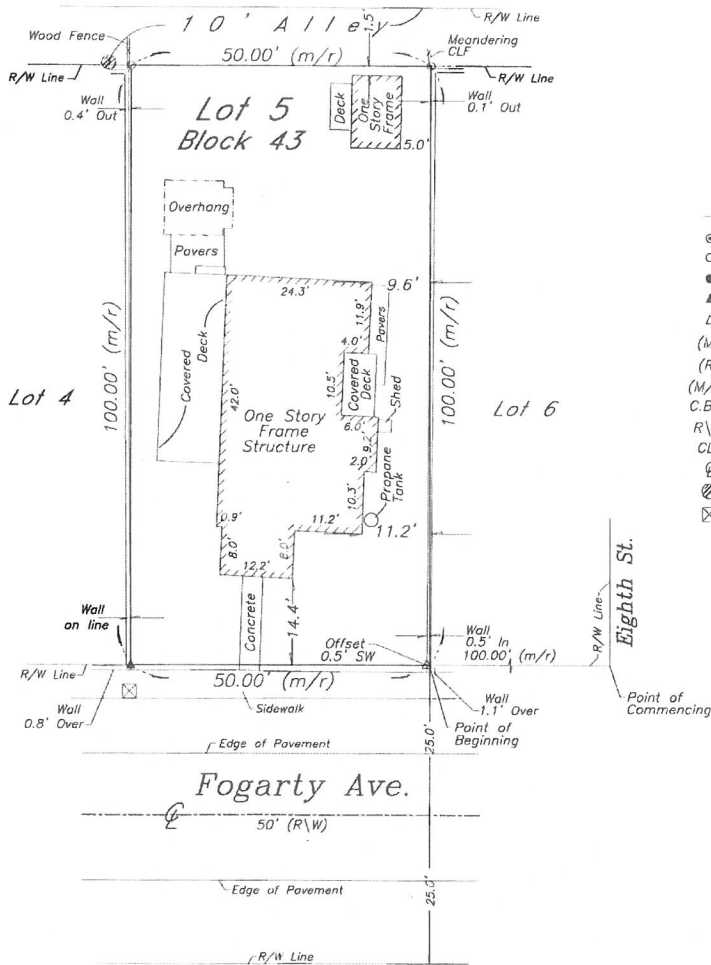 10' Alley
1.5
R/W Line
Wood Fence
50.00' (m/r)
Meandering
CLF
R/W Line
R/W Line
Wall
0.4' Out
Lot 5
Block 43
Deck
One
Story
Frame
Wall
0.1' Out
5.0'
Overhang
Pavers
24.3'
9.6'
11.9'
Pavers
4.0'
100.00' (m/r)
Covered
Deck
42.0'
10.5'
Covered
Deck
Shed
100.00' (m/r)
Lot 4
Lot 6
One Story
Frame
Structure
6.0'
9.2'
2.0'
10.3'
Propane
Tank
0.9'
11.2'
11.2'
8.0'
8.0'
12.2'
Concrete
14.4'
Wall
on line
Offset
0.5' SW
Wall
0.5' In
100.00' (m/r)
R/W Line
Eighth St.
R/W Line
50.00' (m/r)
Wall
0.8' Over
Sidewalk
Wall
1.1' Over
Point of
Beginning
Point of
Commencing
Edge of Pavement
25.0'
Fogarty Ave.
50' (R\W)
Edge of Pavement
25.0'
R/W Line
(M
(R
(M/
C.B
R\
CL